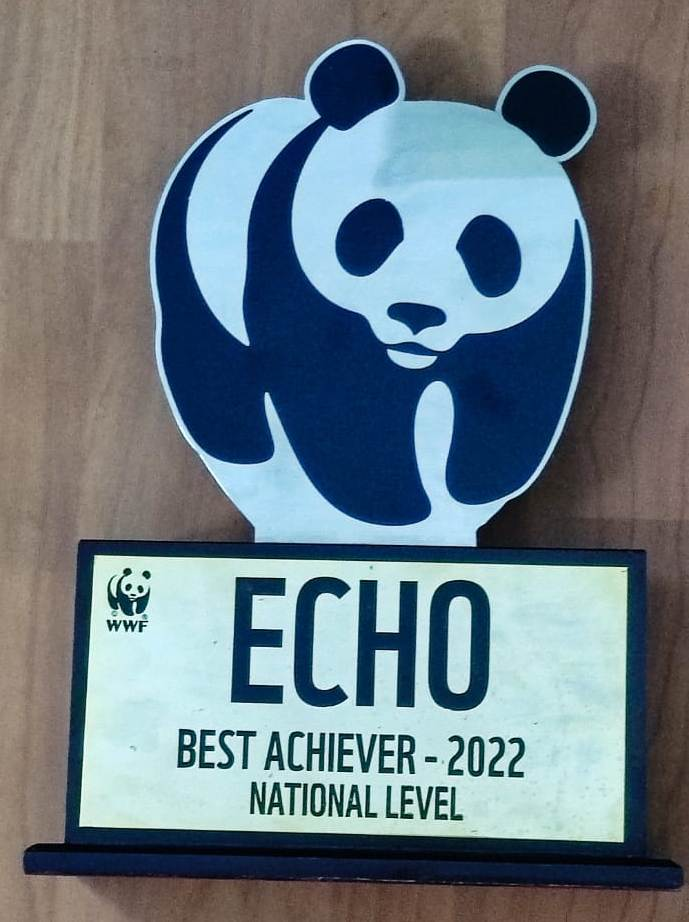 ECHO
© ®
WWF
BEST ACHIEVER - 2022
NATIONAL LEVEL